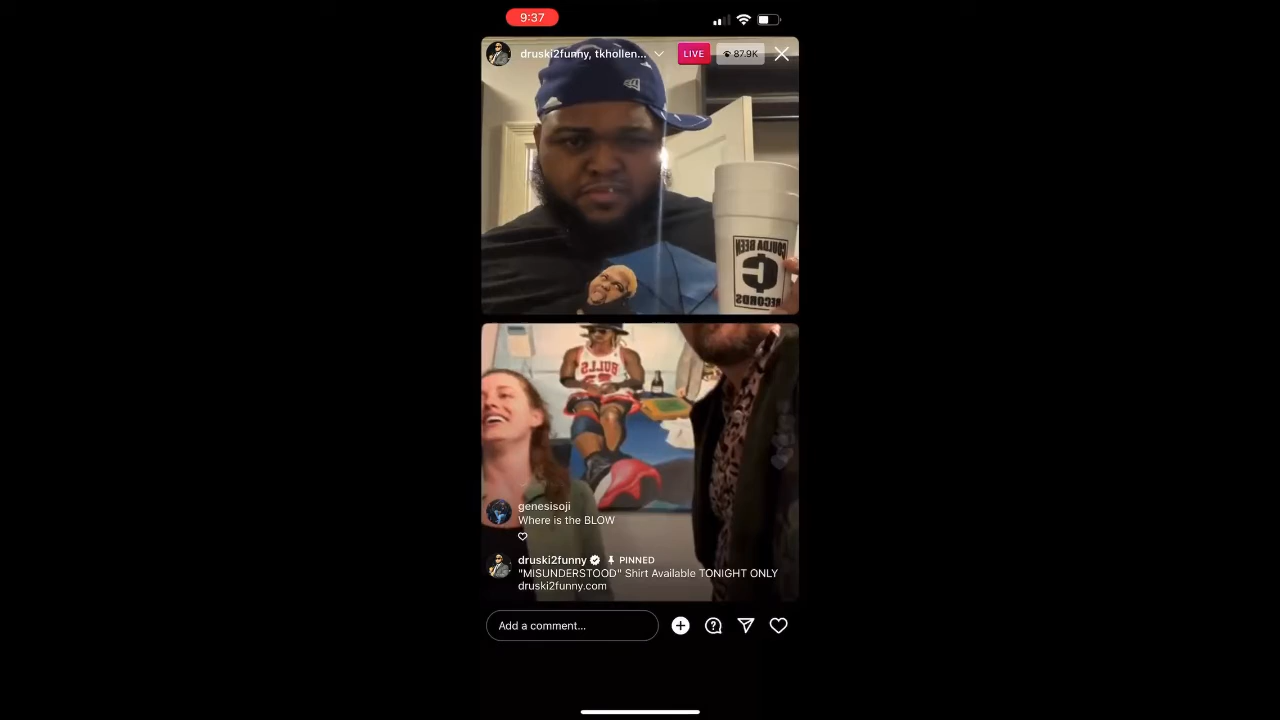 9:37
druski2funny, tkhollen...
LIVE
87.9K
COULDA BEEN
C
RECORDS
BULLS
genesisoji
Where is the BLOW
druski2funny
PINNED
"MISUNDERSTOOD" Shirt Available TONIGHT ONLY
druski2funny.com
Add a comment...